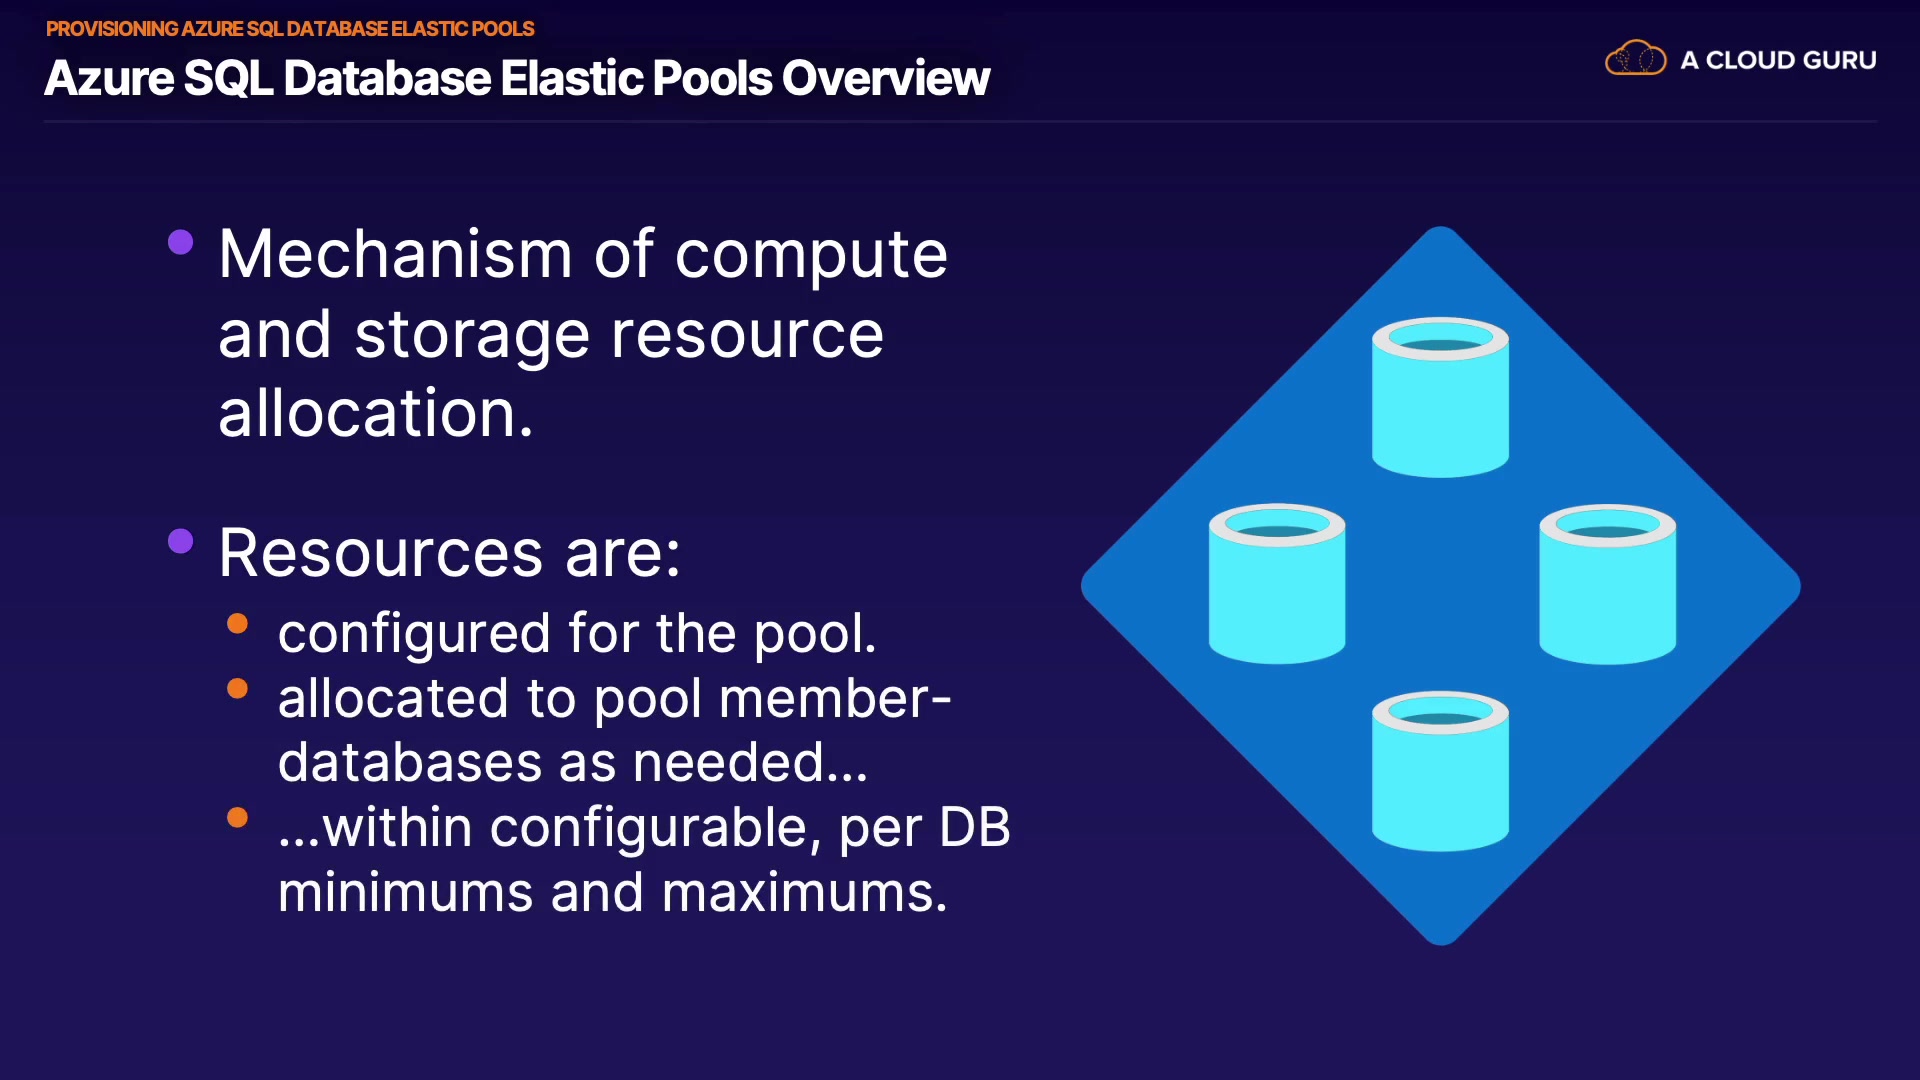 PROVISIONING AZURE SQL DATABASE ELASTIC POOLS
Azure SQL Database Elastic Pools Overview
A CLOUD GURU
• Mechanism of compute
and storage resource
allocation.
• Resources are:
• configured for the pool.
• allocated to pool member-
databases as needed...
• ...within configurable, per DB
minimums and maximums.